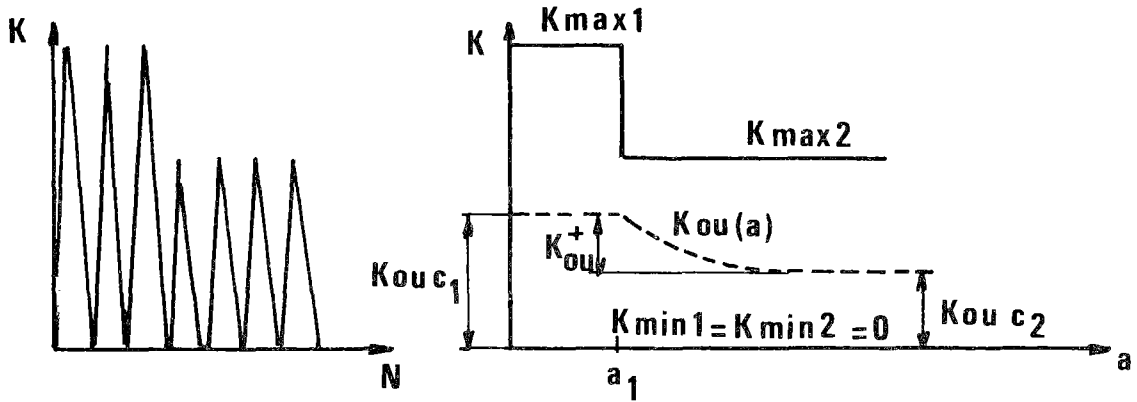 K
N
Kmax1
K
Kmax2
Kou(a)
K+ou
Kouc1
Kmin1=Kmin2=0
Kouc2
a1
a